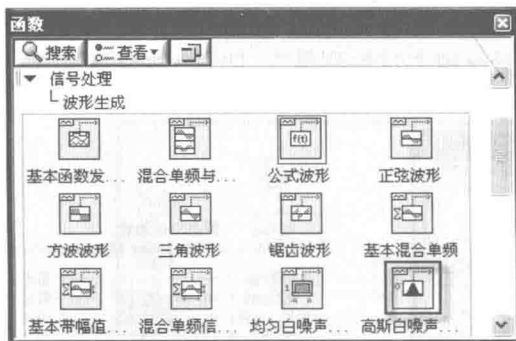 函数
搜索 查看
信号处理
波形生成
基本函数发... 混合单频与... 公式波形 正弦波形
方波波形 三角波形 锯齿波形 基本混合单频
基本带幅值... 混合单频信... 均匀白噪声... 高斯白噪声...